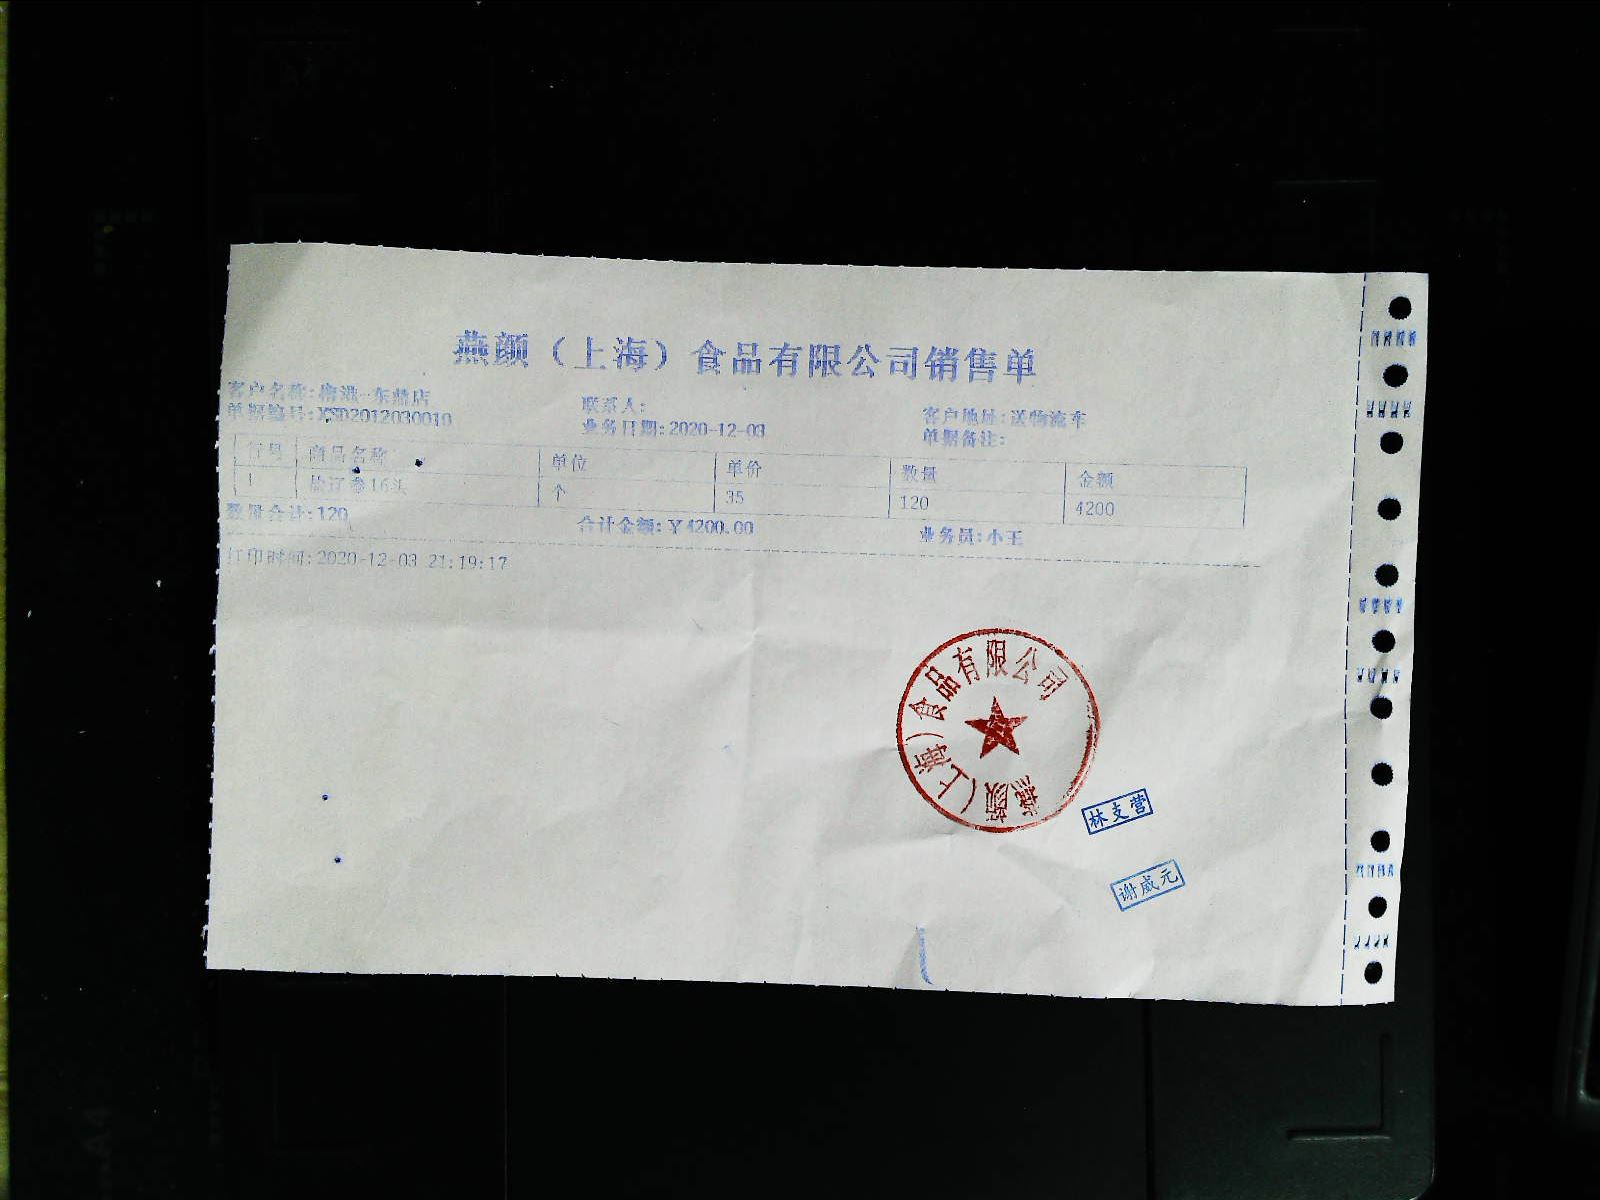 燕颜（上海）食品有限公司销售单
客户名称:梅港-东鼎店 联系人: 客户地址:送物流车
单据编号:XSD2012030010 业务日期:2020-12-03 单据备注:
行号 商品名称 单位 单价 数量 金额
1 16头 个 35 120 4200
数量合计:120 合计金额:￥4200.00 业务员:小王
打印时间:2020-12-03 21:19:17
燕颜（上海）食品有限公司
林支营
谢威元